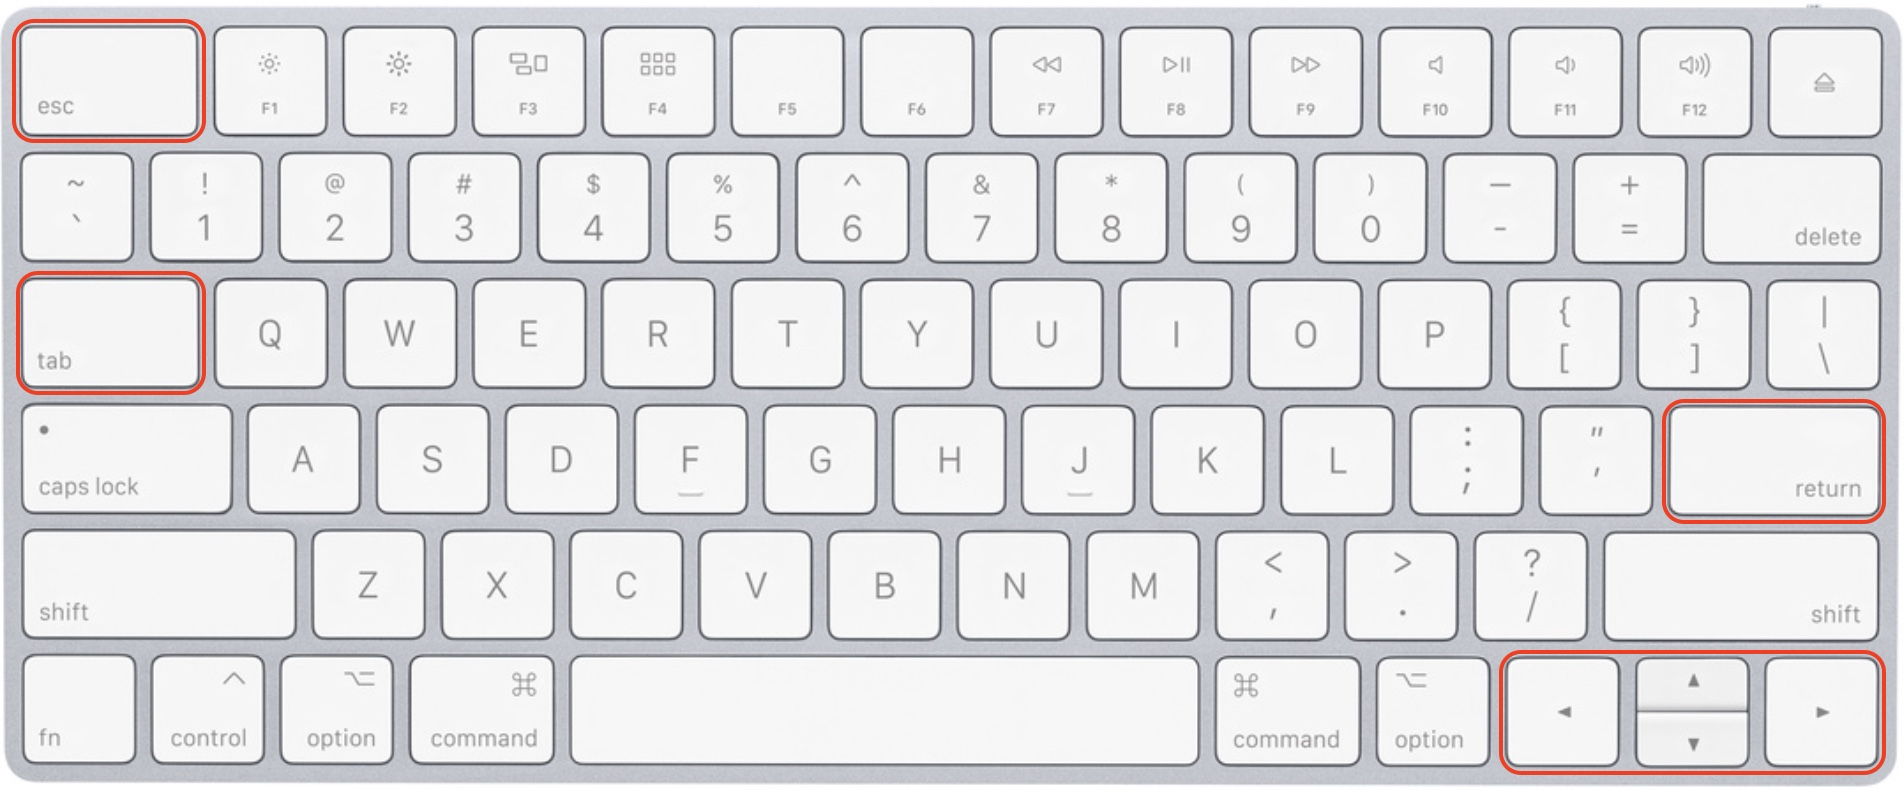 esc F1 F2 F3 F4 F5 F6 F7 F8 F9 F10 F11 F12
~ ! @ # $ % ^ & * ( ) — +
` 1 2 3 4 5 6 7 8 9 0 - = delete
tab Q W E R T Y U I O P { } |
[ ] \
caps lock A S D F G H J K L : "
; ' return
shift Z X C V B N M < > ?
, . / shift
⌃ ⌥ ⌘ ⌘ ⌥ ◀ ▲ ▶
fn control option command command option ▼